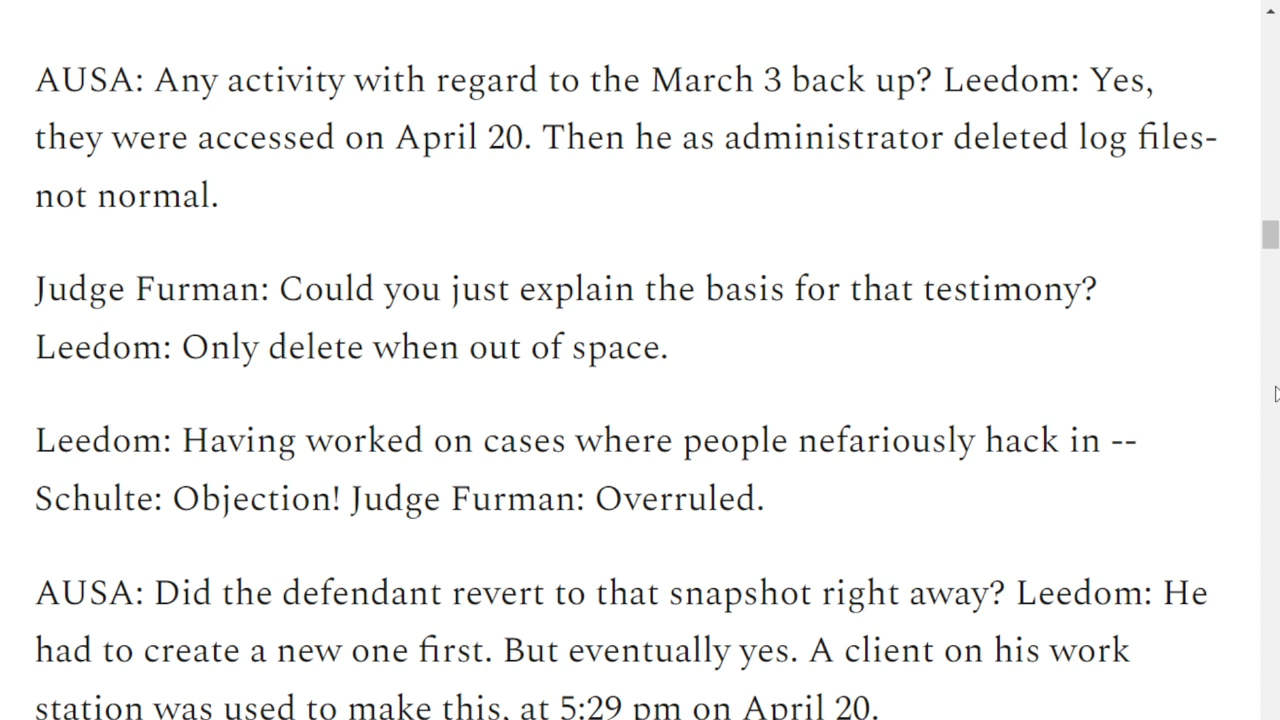 AUSA: Any activity with regard to the March 3 back up? Leedom: Yes,
they were accessed on April 20. Then he as administrator deleted log files-
not normal.
Judge Furman: Could you just explain the basis for that testimony?
Leedom: Only delete when out of space.
Leedom: Having worked on cases where people nefariously hack in --
Schulte: Objection! Judge Furman: Overruled.
AUSA: Did the defendant revert to that snapshot right away? Leedom: He
had to create a new one first. But eventually yes. A client on his work
station was used to make this, at 5:29 pm on April 20.